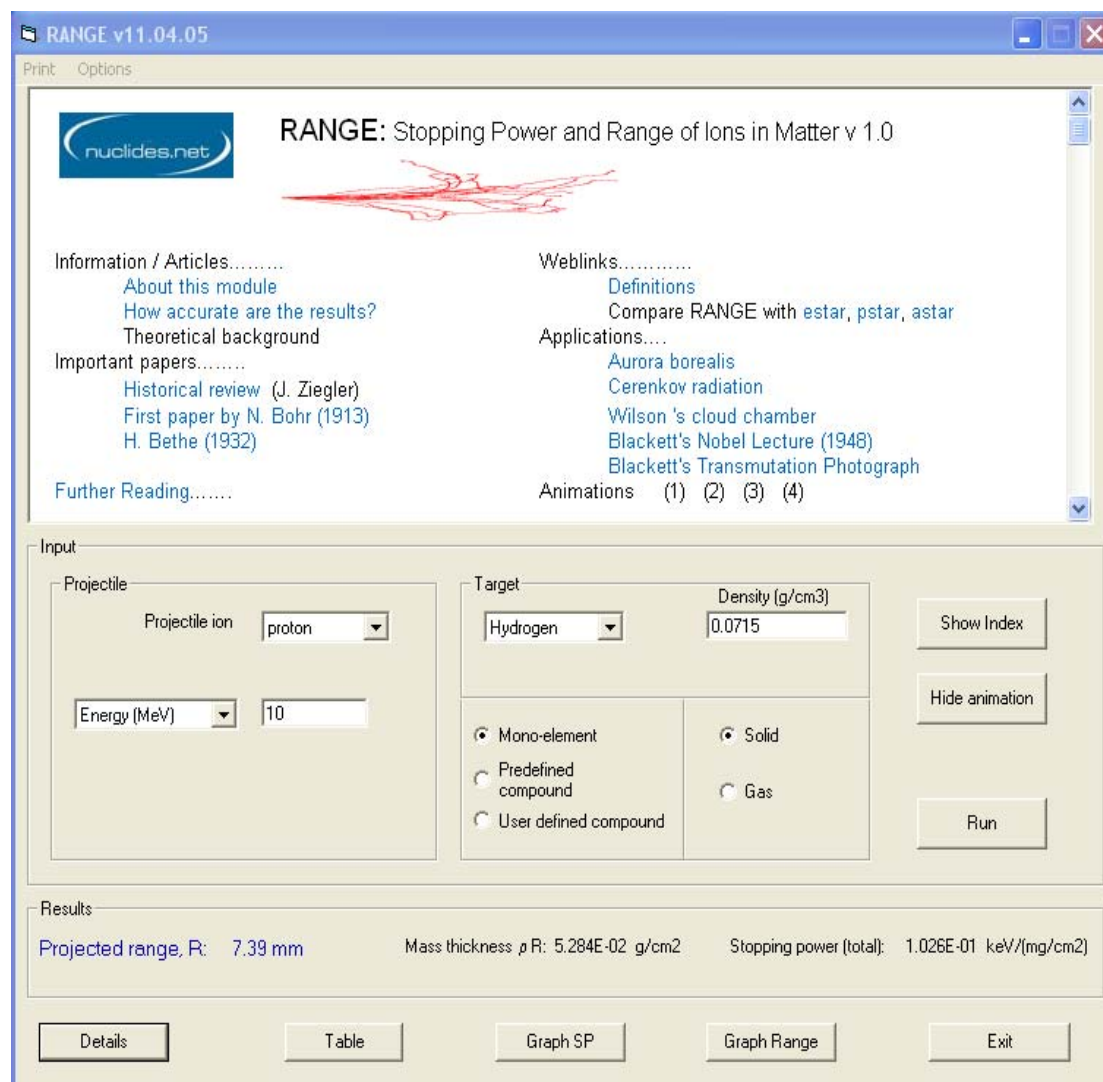 RANGE v11.04.05
Print Options
nuclides.net
RANGE: Stopping Power and Range of Ions in Matter v 1.0
Information / Articles.........
About this module
How accurate are the results?
Theoretical background
Important papers........
Historical review (J. Ziegler)
First paper by N. Bohr (1913)
H. Bethe (1932)
Further Reading.......
Weblinks............
Definitions
Compare RANGE with estar, pstar, astar
Applications....
Aurora borealis
Cerenkov radiation
Wilson 's cloud chamber
Blackett's Nobel Lecture (1948)
Blackett's Transmutation Photograph
Animations (1) (2) (3) (4)
Input
Projectile
Projectile ion proton
Energy (MeV) 10
Target
Density (g/cm3)
Hydrogen 0.0715
Mono-element
Predefined
compound
User defined compound
Solid
Gas
Show Index
Hide animation
Run
Results
Projected range, R: 7.39 mm Mass thickness ρ R: 5.284E-02 g/cm2 Stopping power (total): 1.026E-01 keV/(mg/cm2)
Details Table Graph SP Graph Range Exit